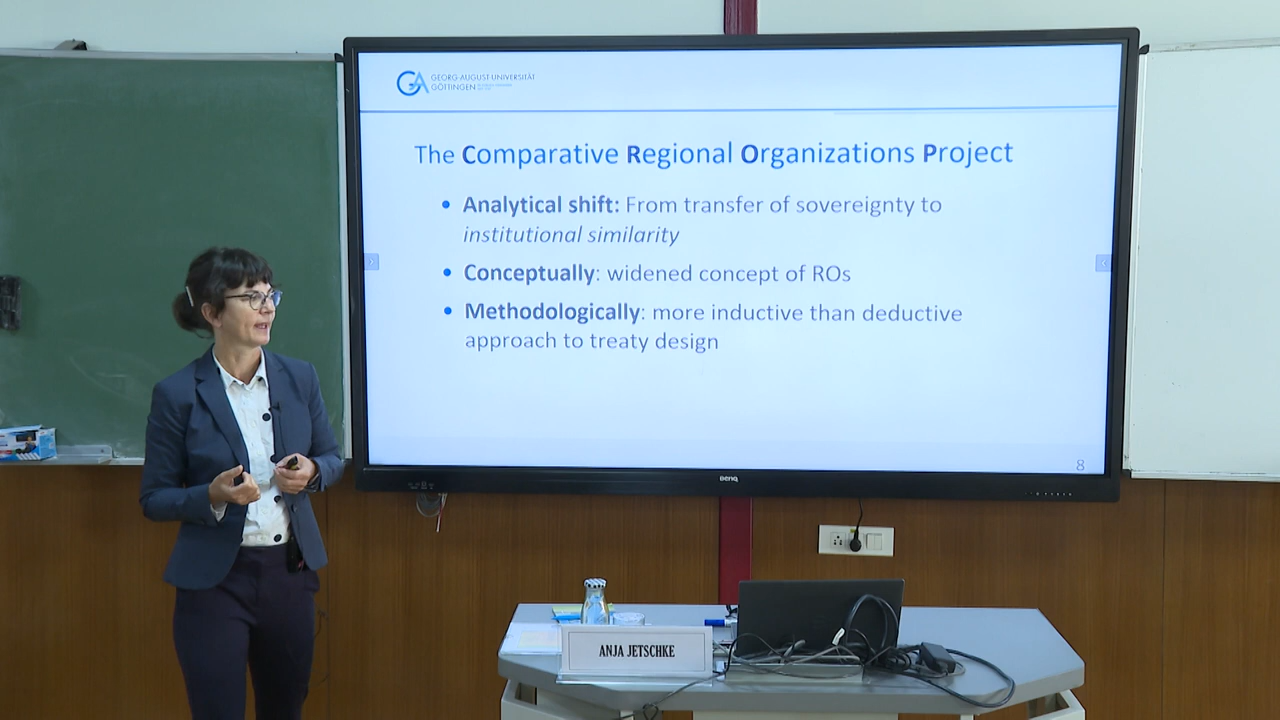 GEORG-AUGUST-UNIVERSITÄT
GÖTTINGEN
The Comparative Regional Organizations Project
• Analytical shift: From transfer of sovereignty to
institutional similarity
• Conceptually: widened concept of ROs
• Methodologically: more inductive than deductive
approach to treaty design
8
BenQ
ANJA JETSCHKE